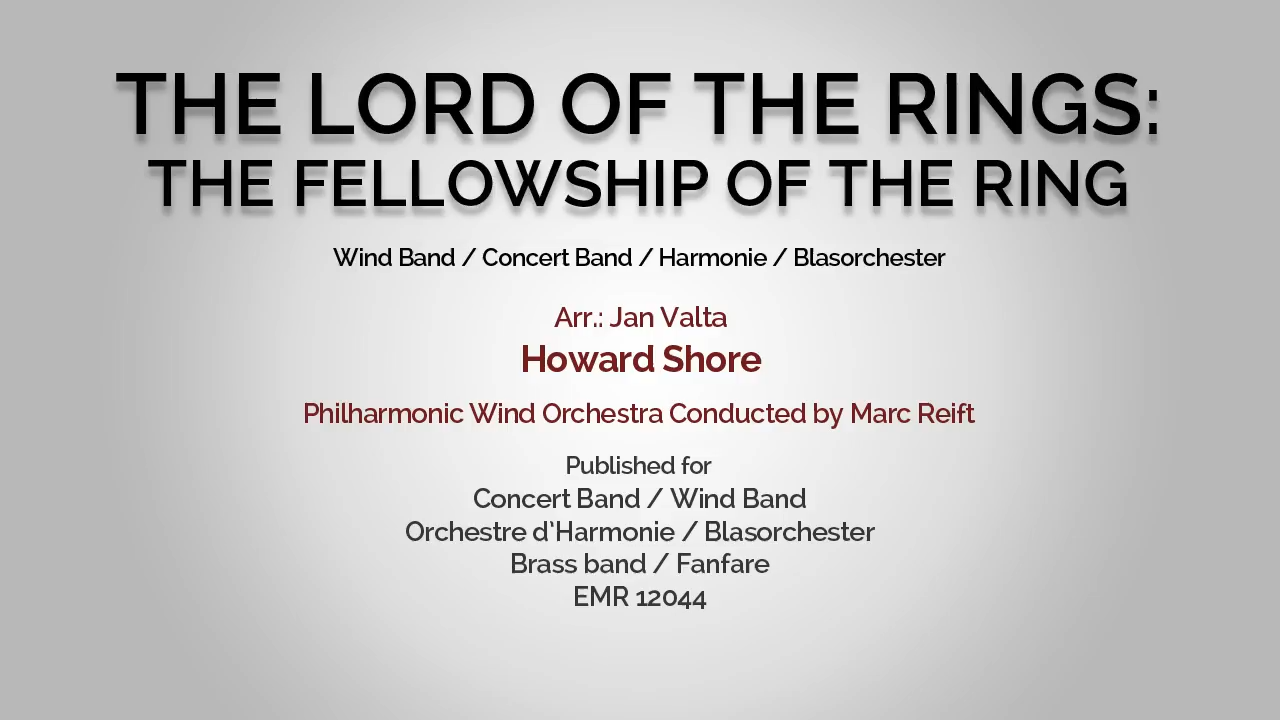 THE LORD OF THE RINGS:
THE FELLOWSHIP OF THE RING
Wind Band / Concert Band / Harmonie / Blasorchester
Arr.: Jan Valta
Howard Shore
Philharmonic Wind Orchestra Conducted by Marc Reift
Published for
Concert Band / Wind Band
Orchestre d‘Harmonie / Blasorchester
Brass band / Fanfare
EMR 12044